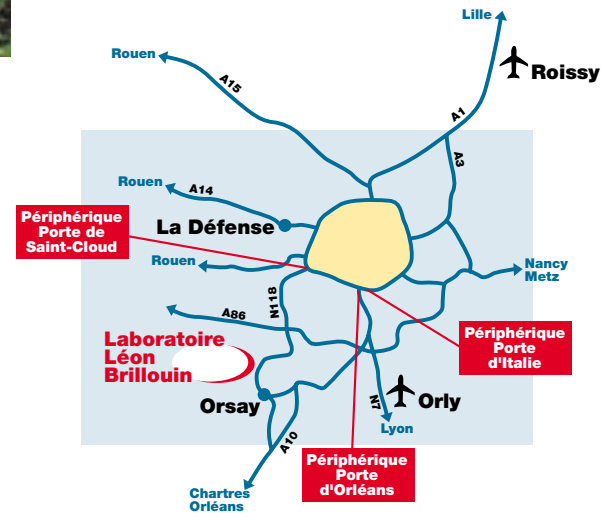 Lille
Rouen
Roissy
A15
A1
A3
Rouen
A14
Périphérique
Porte de
Saint-Cloud
La Défense
Rouen
Nancy
Metz
N118
A86
Laboratoire
Léon
Brillouin
Périphérique
Porte
d'Italie
Orsay
N7
Orly
Lyon
A10
Périphérique
Porte
d'Orléans
Chartres
Orléans